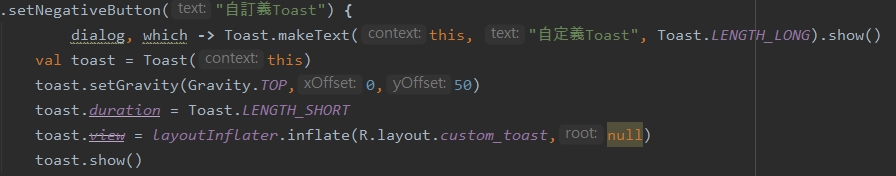 .setNegativeButton( text: "自訂義Toast") {
dialog, which -> Toast.makeText( context: this, text: "自定義Toast", Toast.LENGTH_LONG).show()
val toast = Toast( context: this)
toast.setGravity(Gravity.TOP, xOffset: 0, yOffset: 50)
toast.duration = Toast.LENGTH_SHORT
toast.view = layoutInflater.inflate(R.layout.custom_toast, root: null)
toast.show()